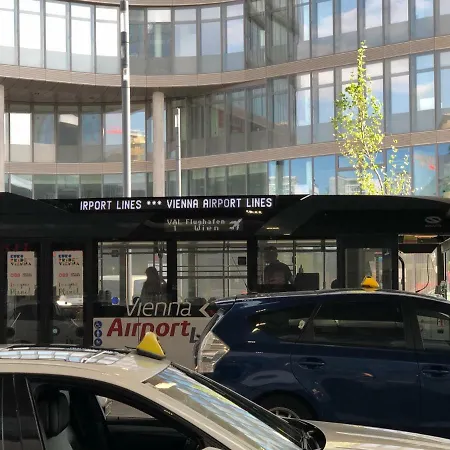 IRPORT LINES *** VIENNA AIRPORT LINES
VAL Flughafen
Wien
Vienna
Airport